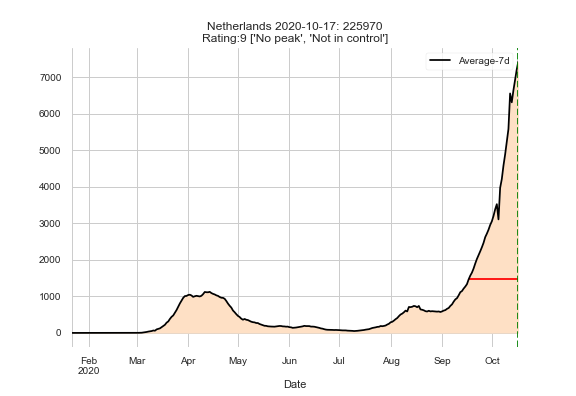 Netherlands 2020-10-17: 225970
Rating:9 ['No peak', 'Not in control']
Average-7d
7000
6000
5000
4000
3000
2000
1000
0
Feb Mar Apr May Jun Jul Aug Sep Oct
2020
Date